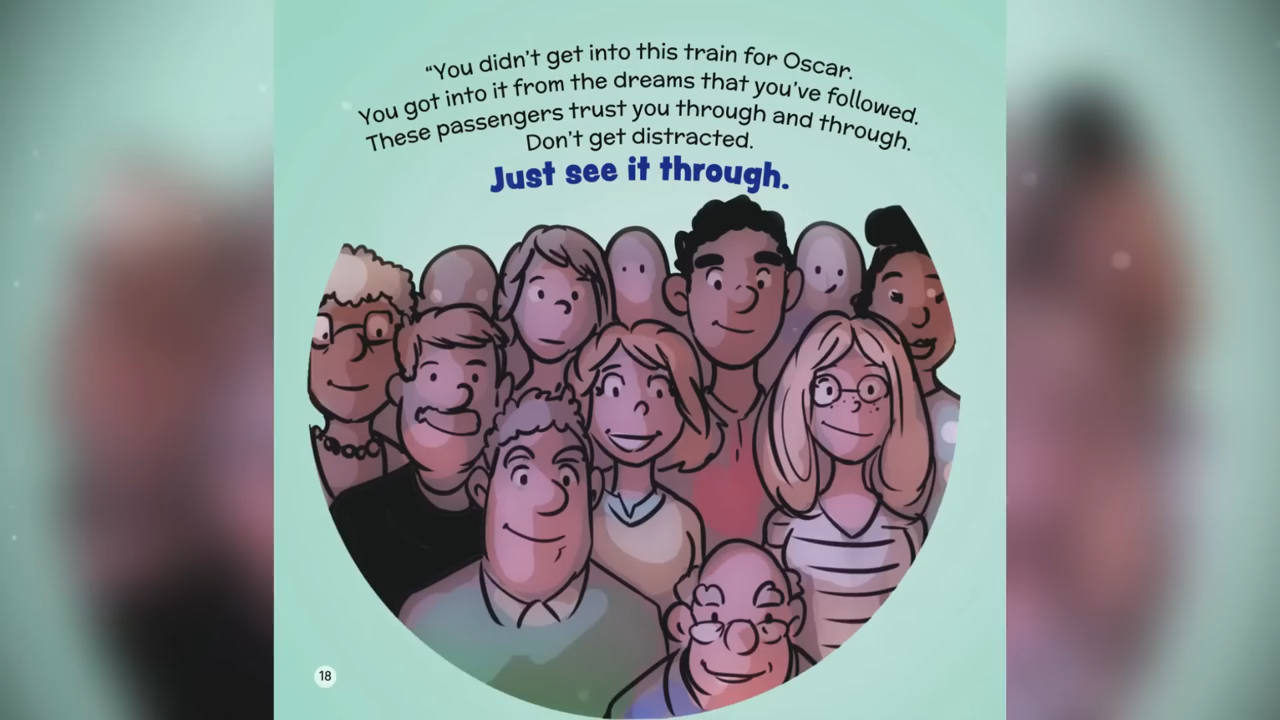 “You didn’t get into this train for Oscar.
You got into it from the dreams that you’ve followed.
These passengers trust you through and through.
Don’t get distracted.
Just see it through.
18